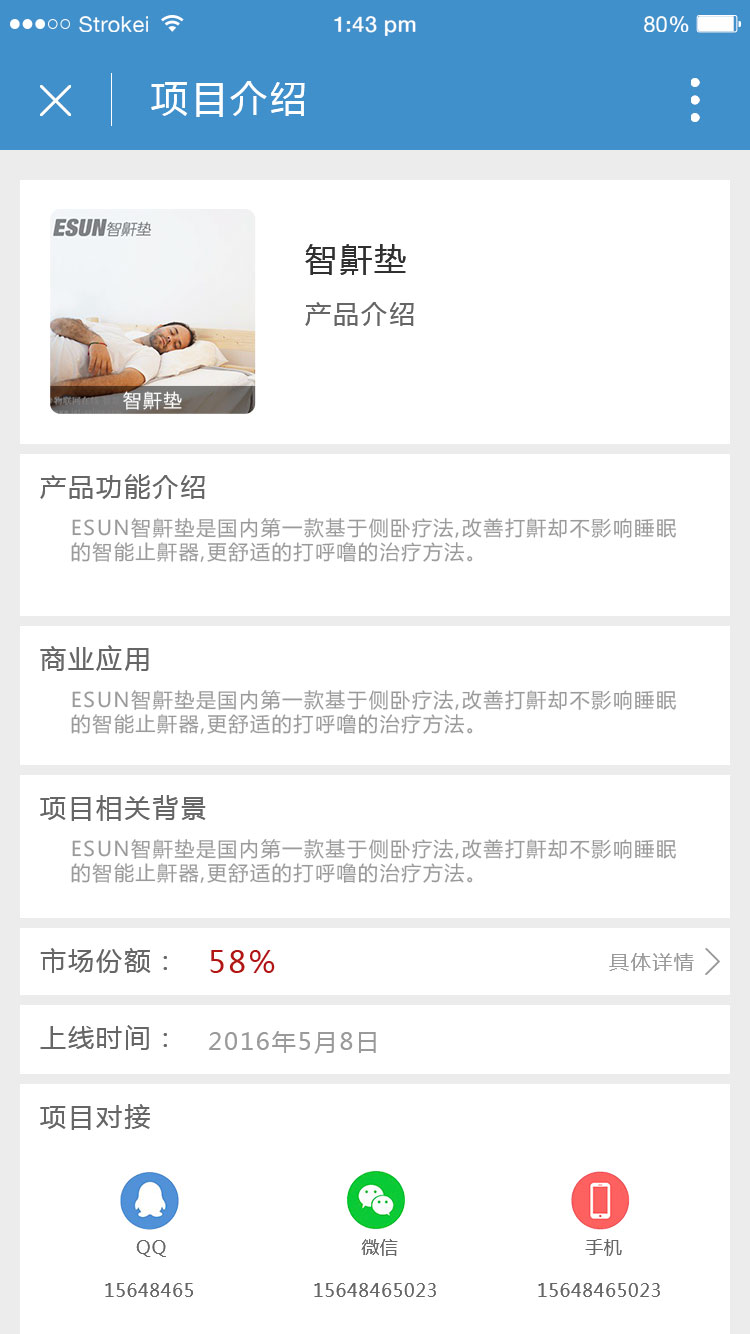 Strokei
1:43 pm
80%
项目介绍
ESUN智鼾垫
智鼾垫
智鼾垫
产品介绍
产品功能介绍
ESUN智鼾垫是国内第一款基于侧卧疗法,改善打鼾却不影响睡眠
的智能止鼾器,更舒适的打呼噜的治疗方法。
商业应用
ESUN智鼾垫是国内第一款基于侧卧疗法,改善打鼾却不影响睡眠
的智能止鼾器,更舒适的打呼噜的治疗方法。
项目相关背景
ESUN智鼾垫是国内第一款基于侧卧疗法,改善打鼾却不影响睡眠
的智能止鼾器,更舒适的打呼噜的治疗方法。
市场份额： 58% 具体详情
上线时间： 2016年5月8日
项目对接
QQ 微信 手机
15648465 15648465023 15648465023